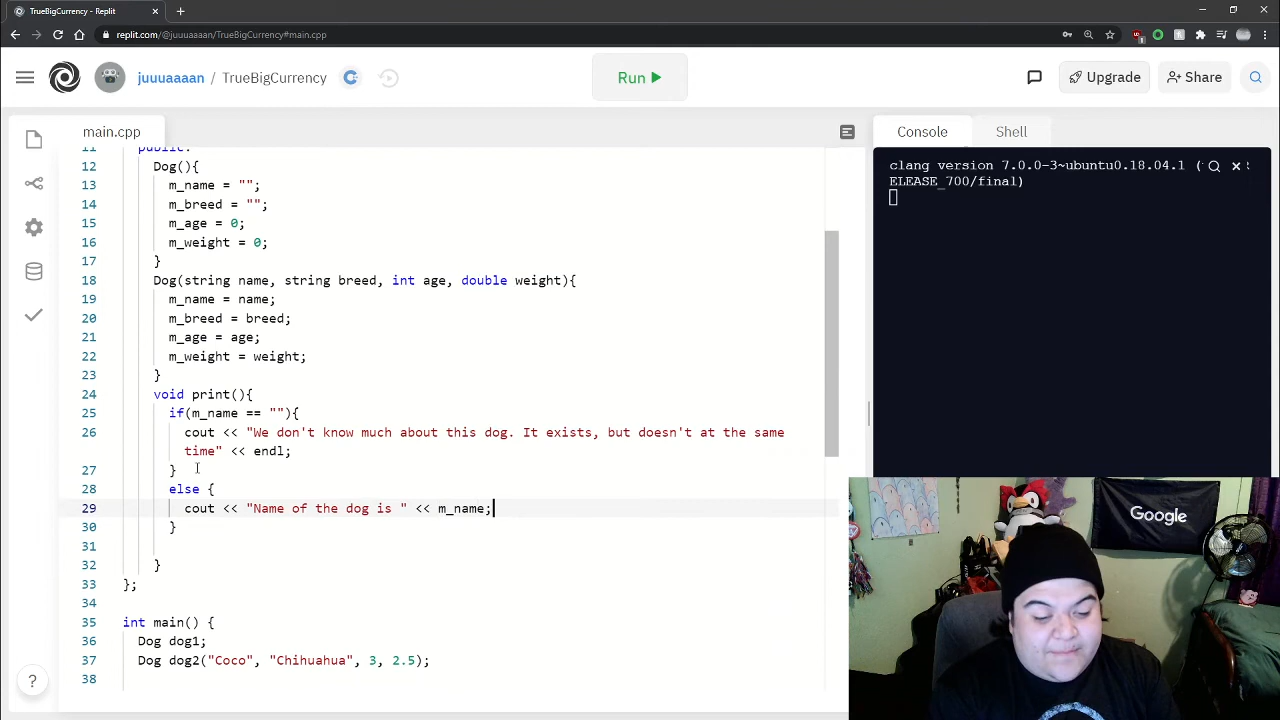 TrueBigCurrency - Replit
replit.com/@juuuaaaan/TrueBigCurrency#main.cpp
1
juuuaaaan / TrueBigCurrency
Run
Upgrade
Share
main.cpp
Console
Shell
11 public:
12 Dog(){
13 m_name = "";
14 m_breed = "";
15 m_age = 0;
16 m_weight = 0;
17 }
18 Dog(string name, string breed, int age, double weight){
19 m_name = name;
20 m_breed = breed;
21 m_age = age;
22 m_weight = weight;
23 }
24 void print(){
25 if(m_name == ""){
26 cout << "We don't know much about this dog. It exists, but doesn't at the same
time" << endl;
27 }
28 else {
29 cout << "Name of the dog is " << m_name;
30 }
31
32 }
33 };
34
35 int main() {
36 Dog dog1;
37 Dog dog2("Coco", "Chihuahua", 3, 2.5);
38
?
clang version 7.0.0-3~ubuntu0.18.04.1 (
ELEASE_700/final)
Google